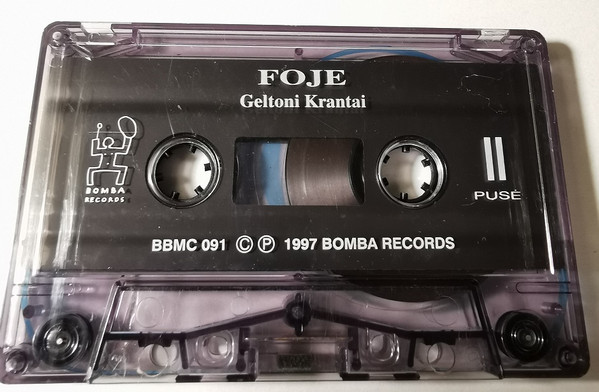 FOJE
Geltoni Krantai
BOMBA
RECORDS
II
PUSĖ
BBMC 091 © ℗ 1997 BOMBA RECORDS